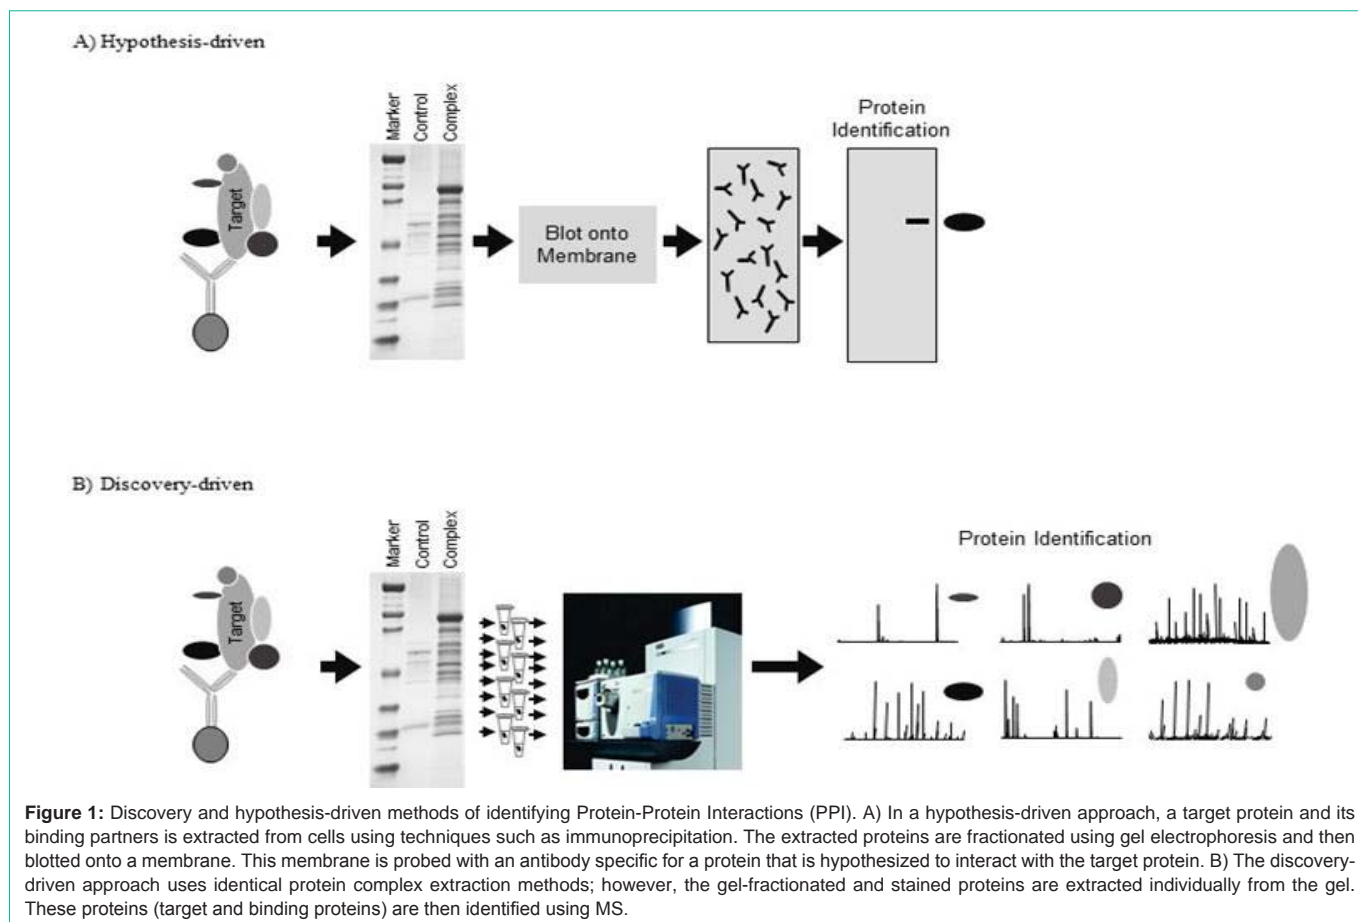 A) Hypothesis-driven
Marker
Control
Complex
Target
Blot onto
Membrane
Protein
Identification
B) Discovery-driven
Marker
Control
Complex
Target
Protein Identification
Figure 1: Discovery and hypothesis-driven methods of identifying Protein-Protein Interactions (PPI). A) In a hypothesis-driven approach, a target protein and its
binding partners is extracted from cells using techniques such as immunoprecipitation. The extracted proteins are fractionated using gel electrophoresis and then
blotted onto a membrane. This membrane is probed with an antibody specific for a protein that is hypothesized to interact with the target protein. B) The discovery-
driven approach uses identical protein complex extraction methods; however, the gel-fractionated and stained proteins are extracted individually from the gel.
These proteins (target and binding proteins) are then identified using MS.